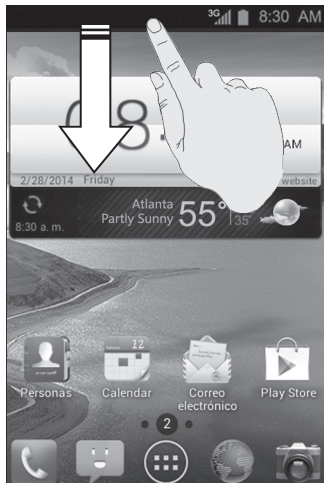 3G 8:30 AM
8
AM
2/28/2014 Friday
website
Atlanta
Partly Sunny 55° 35°
8:30 a. m.
12
Personas Calendar Correo electrónico Play Store
2